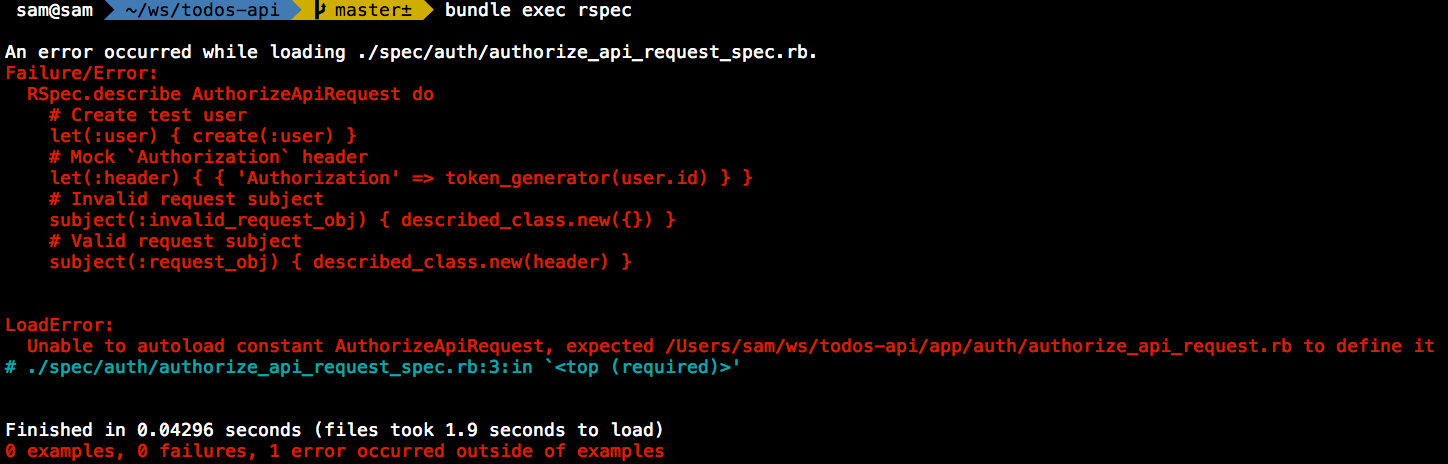 sam@sam ~/ws/todos-api master± bundle exec rspec
An error occurred while loading ./spec/auth/authorize_api_request_spec.rb.
Failure/Error:
RSpec.describe AuthorizeApiRequest do
# Create test user
let(:user) { create(:user) }
# Mock `Authorization` header
let(:header) { { 'Authorization' => token_generator(user.id) } }
# Invalid request subject
subject(:invalid_request_obj) { described_class.new({}) }
# Valid request subject
subject(:request_obj) { described_class.new(header) }
LoadError:
Unable to autoload constant AuthorizeApiRequest, expected /Users/sam/ws/todos-api/app/auth/authorize_api_request.rb to define it
# ./spec/auth/authorize_api_request_spec.rb:3:in `<top (required)>'
Finished in 0.04296 seconds (files took 1.9 seconds to load)
0 examples, 0 failures, 1 error occurred outside of examples